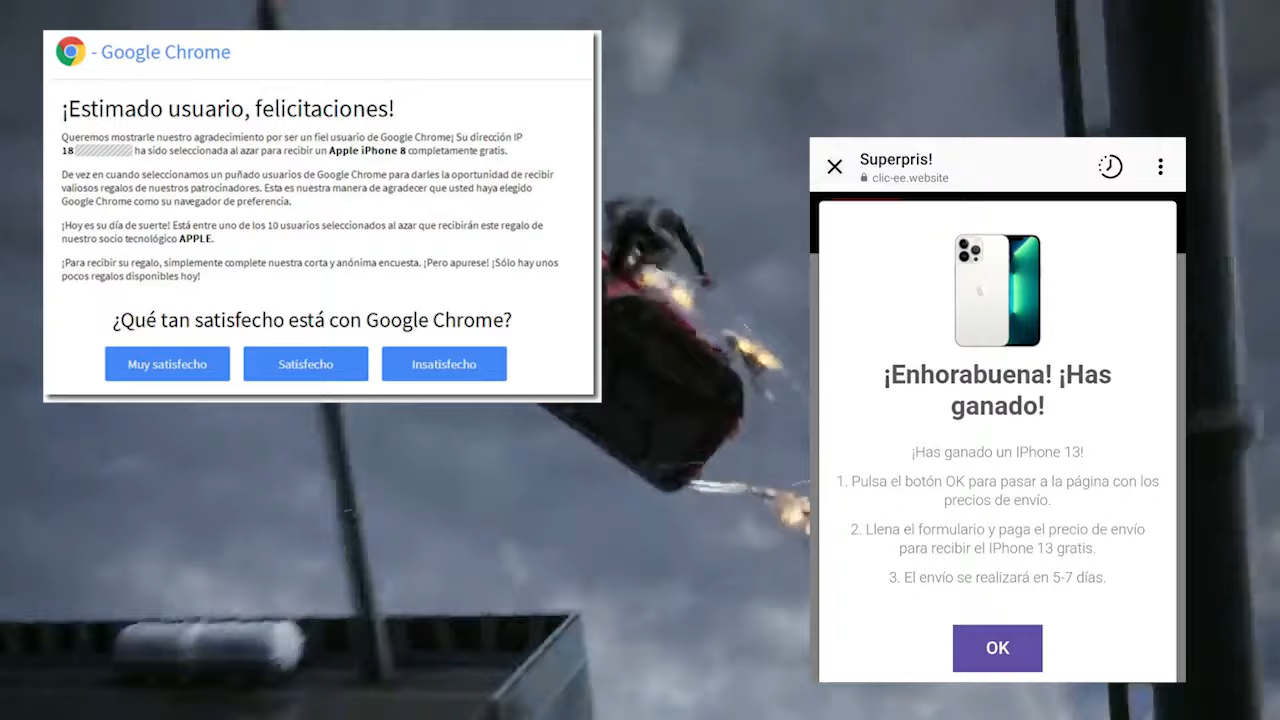 - Google Chrome
¡Estimado usuario, felicitaciones!
Queremos mostrarle nuestro agradecimiento por ser un fiel usuario de Google Chrome¡ Su dirección IP
18 ha sido seleccionada al azar para recibir un Apple iPhone 8 completamente gratis.
De vez en cuando seleccionamos un puñado usuarios de Google Chrome para darles la oportunidad de recibir
valiosos regalos de nuestros patrocinadores. Esta es nuestra manera de agradecer que usted haya elegido
Google Chrome como su navegador de preferencia.
¡Hoy es su día de suerte! Está entre uno de los 10 usuarios seleccionados al azar que recibirán este regalo de
nuestro socio tecnológico APPLE.
¡Para recibir su regalo, simplemente complete nuestra corta y anónima encuesta. ¡Pero apurese! ¡Sólo hay unos
pocos regalos disponibles hoy!
¿Qué tan satisfecho está con Google Chrome?
Muy satisfecho
Satisfecho
Insatisfecho
Superpris!
clic-ee.website
¡Enhorabuena! ¡Has
ganado!
¡Has ganado un IPhone 13!
1. Pulsa el botón OK para pasar a la página con los
precios de envío.
2. Llena el formulario y paga el precio de envío
para recibir el IPhone 13 gratis.
3. El envío se realizará en 5-7 días.
OK